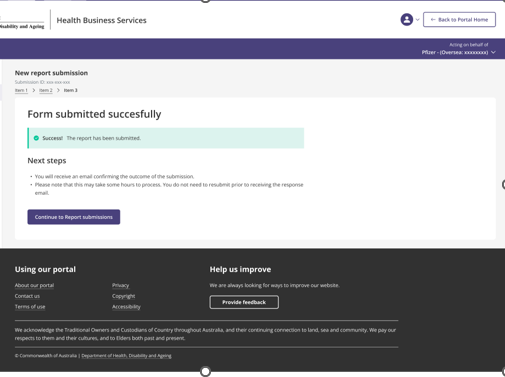 Disability and Ageing
Health Business Services
← Back to Portal Home
Acting on behalf of
Pfizer - (Oversea: xxxxxxxx)
New report submission
Submission ID: xxx-xxx-xxx
Item 1 > Item 2 > Item 3
Form submitted succesfully
Success! The report has been submitted.
Next steps
• You will receive an email confirming the outcome of the submission.
• Please note that this may take some hours to process. You do not need to resubmit prior to receiving the response
email.
Continue to Report submissions
Using our portal
About our portal
Contact us
Terms of use
Privacy
Copyright
Accessibility
Help us improve
We are always looking for ways to improve our website.
Provide feedback
We acknowledge the Traditional Owners and Custodians of Country throughout Australia, and their continuing connection to land, sea and community. We pay our
respects to them and their cultures, and to Elders both past and present.
© Commonwealth of Australia | Department of Health, Disability and Ageing